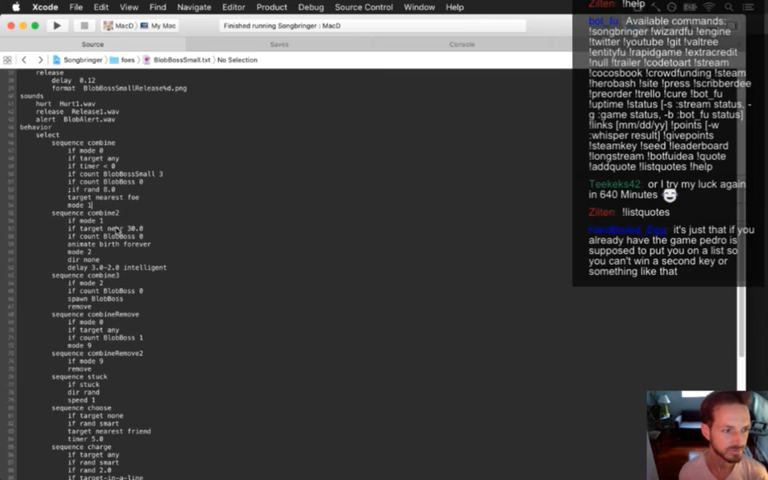 Xcode File Edit View Find Navigate Editor Product Debug Source Control Window Help
MacD My Mac
Finished running Songbringer : MacD
Source Saves Console
Songbringer foes BlobBossSmall.txt No Selection
release
delay 0.12
format BlobBossSmallRelease%d.png
sounds
hurt Hurt1.wav
release Release1.wav
alert BlobAlert.wav
behavior
select
sequence combine
if mode 0
if target any
if timer < 0
if count BlobBossSmall 3
if count BlobBoss 0
;if rand 8.0
target nearest foe
mode 1
sequence combine2
if mode 1
if target near 30.0
if count BlobBoss 0
animate birth forever
mode 2
dir none
delay 3.0~2.0 intelligent
sequence combine3
if mode 2
if count BlobBoss 0
spawn BlobBoss
remove
sequence combineRemove
if mode 0
if target any
if count BlobBoss 1
mode 9
sequence combineRemove2
if mode 9
remove
sequence stuck
if stuck
dir rand
speed 1
sequence choose
if target none
if rand smart
target nearest friend
timer 5.0
sequence charge
if target any
if rand smart
if rand 2.0
if target-in-a-line
Zilten: !help
bot_fu: Available commands:
!songbringer !wizardfu !engine
!twitter !youtube !git !valtree
!entityfu !rapidgame !extracredit
!null !trailer !codetoart !stream
!cocosbook !crowdfunding !steam
!herobash !site !press !scribberdee
!preorder !trello !cure !bot_fu
!uptime !status [-s :stream status, -
g :game status, -b :bot_fu status]
!links [mm/dd/yy] !points [-w
:whisper result] !givepoints
!steamkey !seed !leaderboard
!longstream !botfuidea !quote
!addquote !listquotes !help
Teekeks42: or I try my luck again
in 640 Minutes
Zilten: !listquotes
it's just that if you
already have the game pedro is
supposed to put you on a list so
you can't win a second key or
something like that